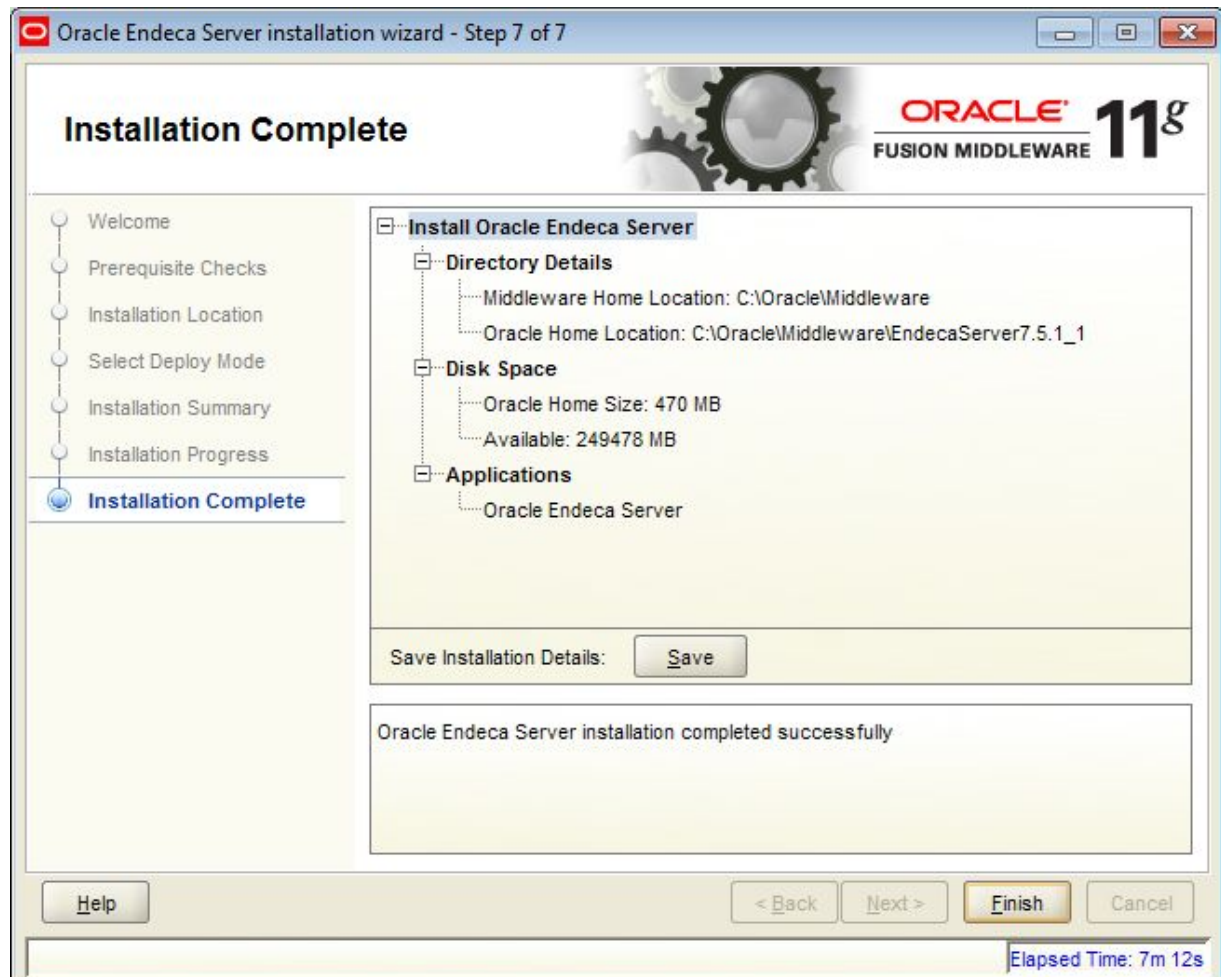 Oracle Endeca Server installation wizard - Step 7 of 7
Installation Complete
ORACLE 11g
FUSION MIDDLEWARE
Welcome
Prerequisite Checks
Installation Location
Select Deploy Mode
Installation Summary
Installation Progress
Installation Complete
Install Oracle Endeca Server
Directory Details
Middleware Home Location: C:\Oracle\Middleware
Oracle Home Location: C:\Oracle\Middleware\EndecaServer7.5.1_1
Disk Space
Oracle Home Size: 470 MB
Available: 249478 MB
Applications
Oracle Endeca Server
Save Installation Details: Save
Oracle Endeca Server installation completed successfully
Help < Back Next > Finish Cancel
Elapsed Time: 7m 12s